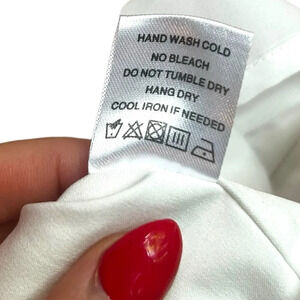 HAND WASH COLD
NO BLEACH
DO NOT TUMBLE DRY
HANG DRY
COOL IRON IF NEEDED